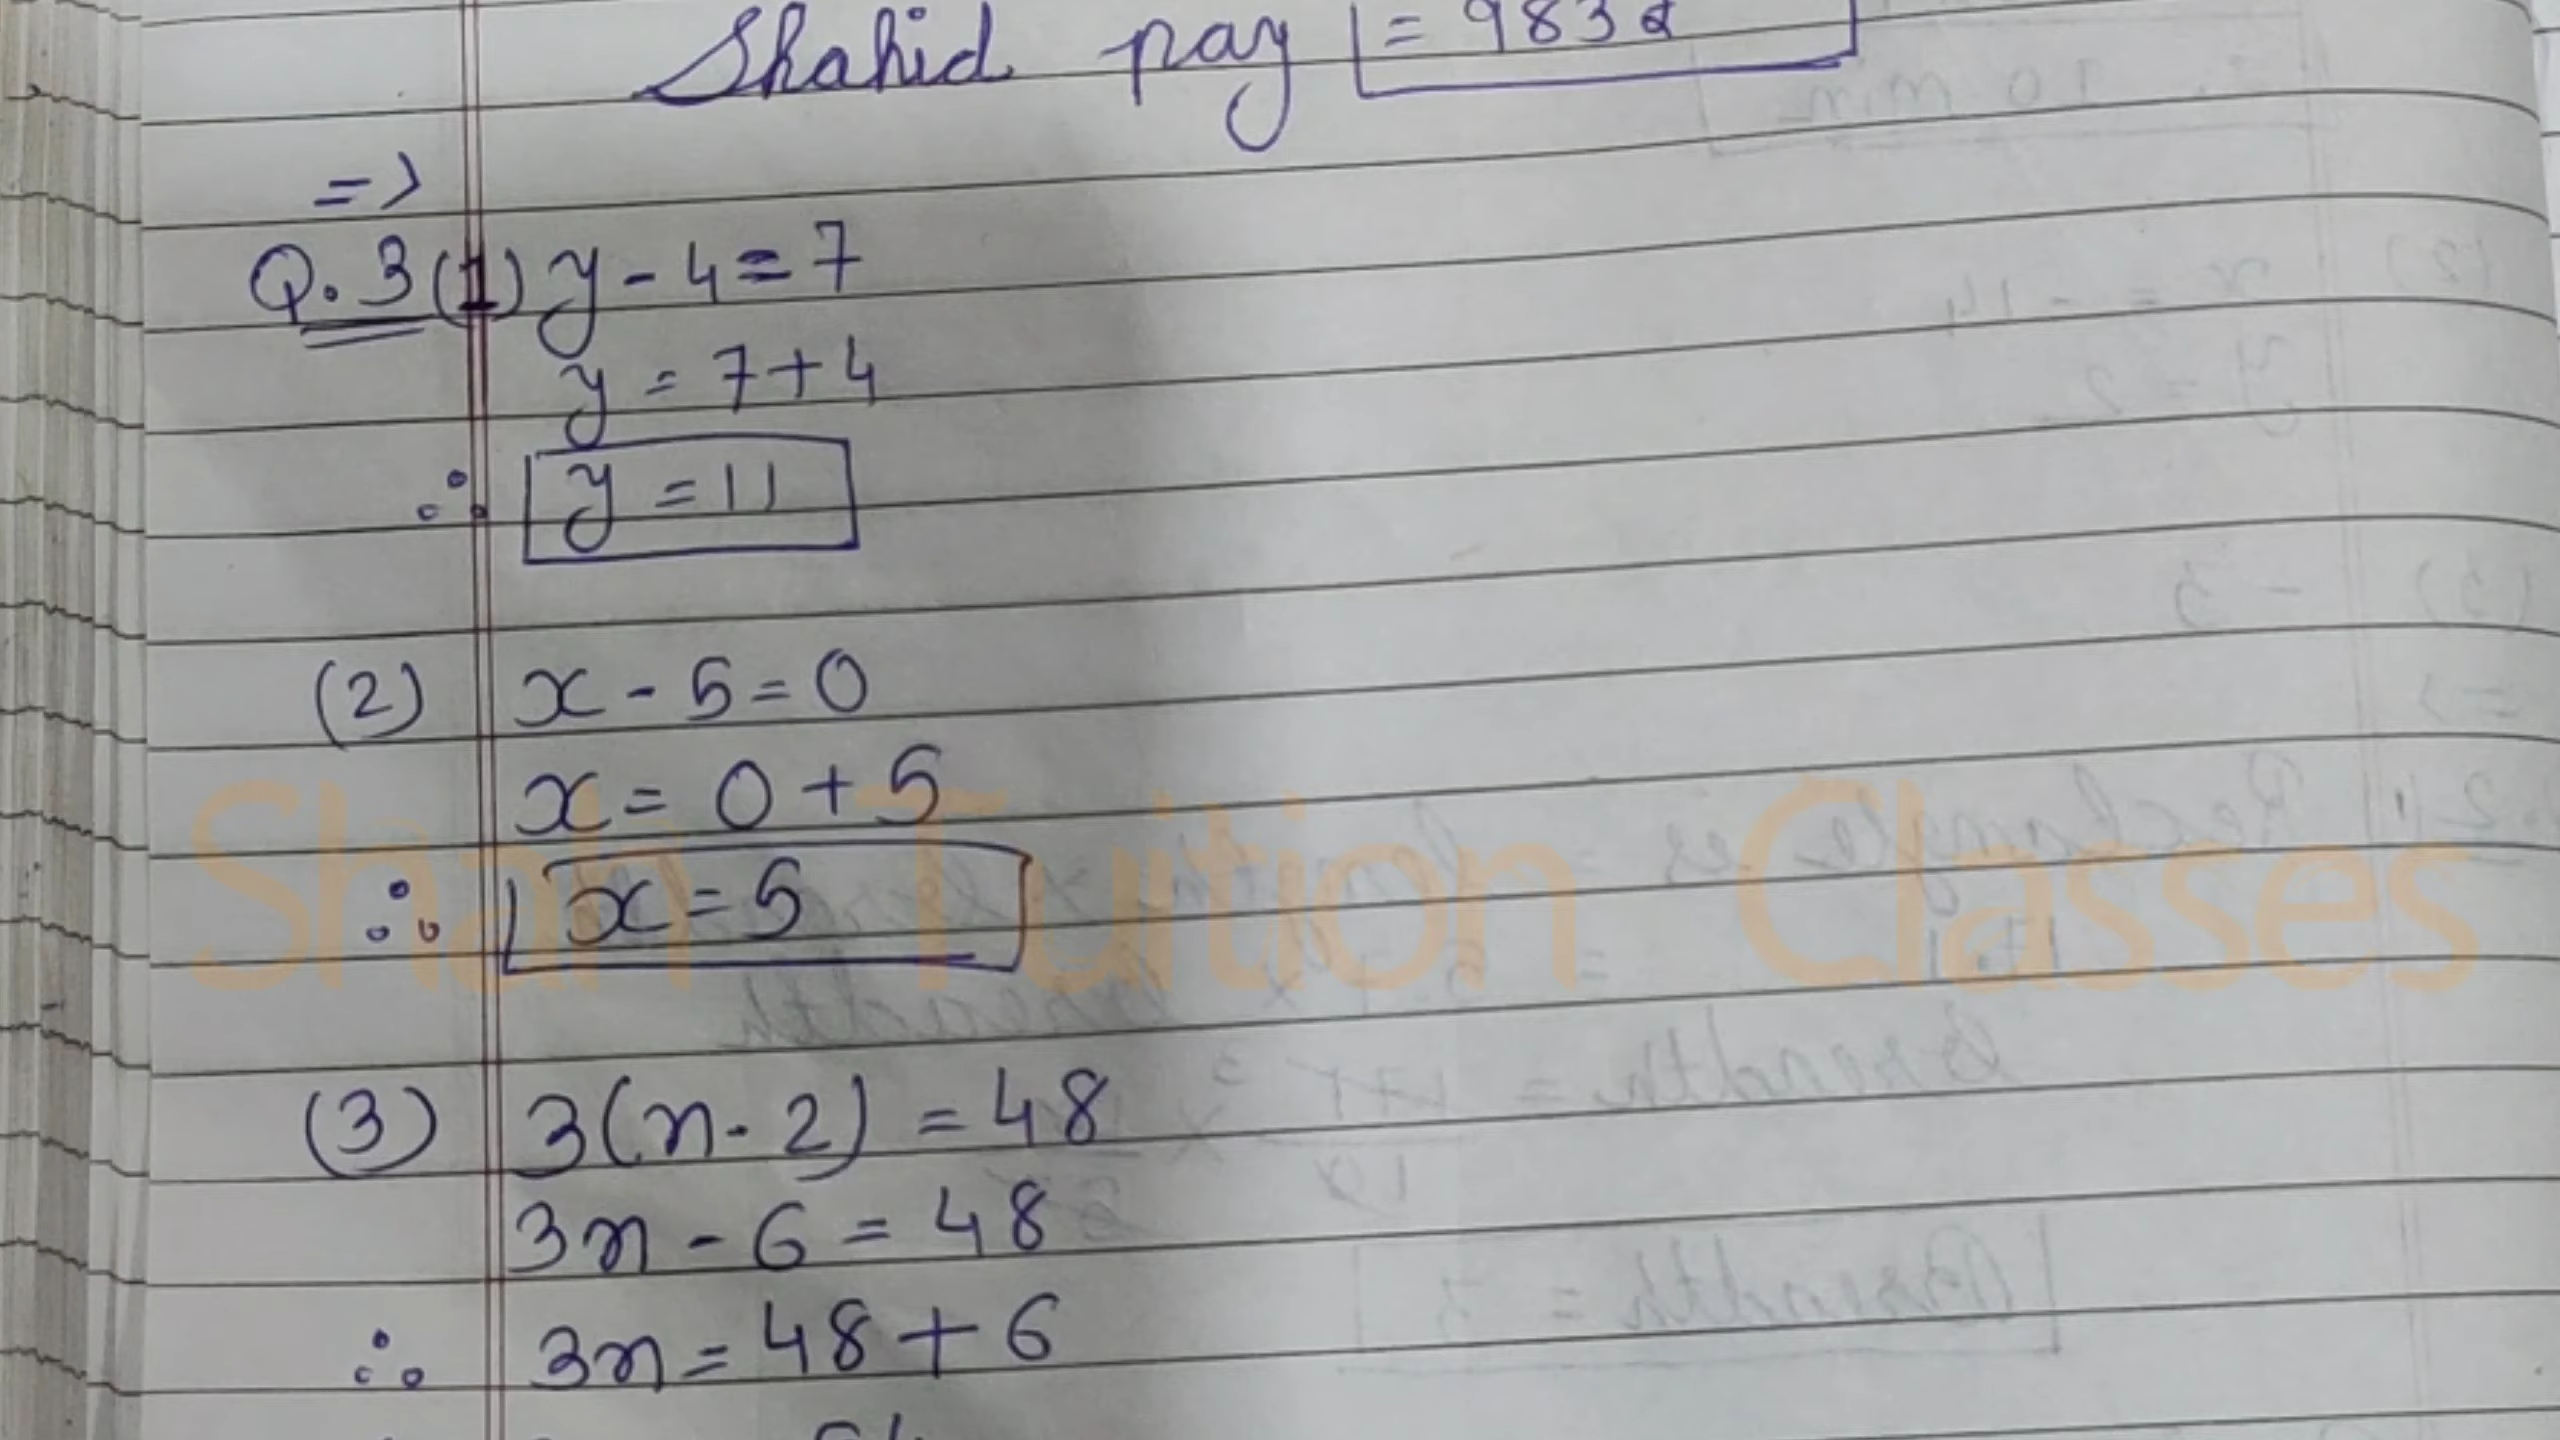 Shahid pay = 9832
=>
Q.3 (1) y - 4 = 7
y = 7 + 4
∴ y = 11
(2) x - 5 = 0
x = 0 + 5
∴ x = 5
Shah Tuition Classes
(3) 3(n - 2) = 48
3n - 6 = 48
∴ 3n = 48 + 6